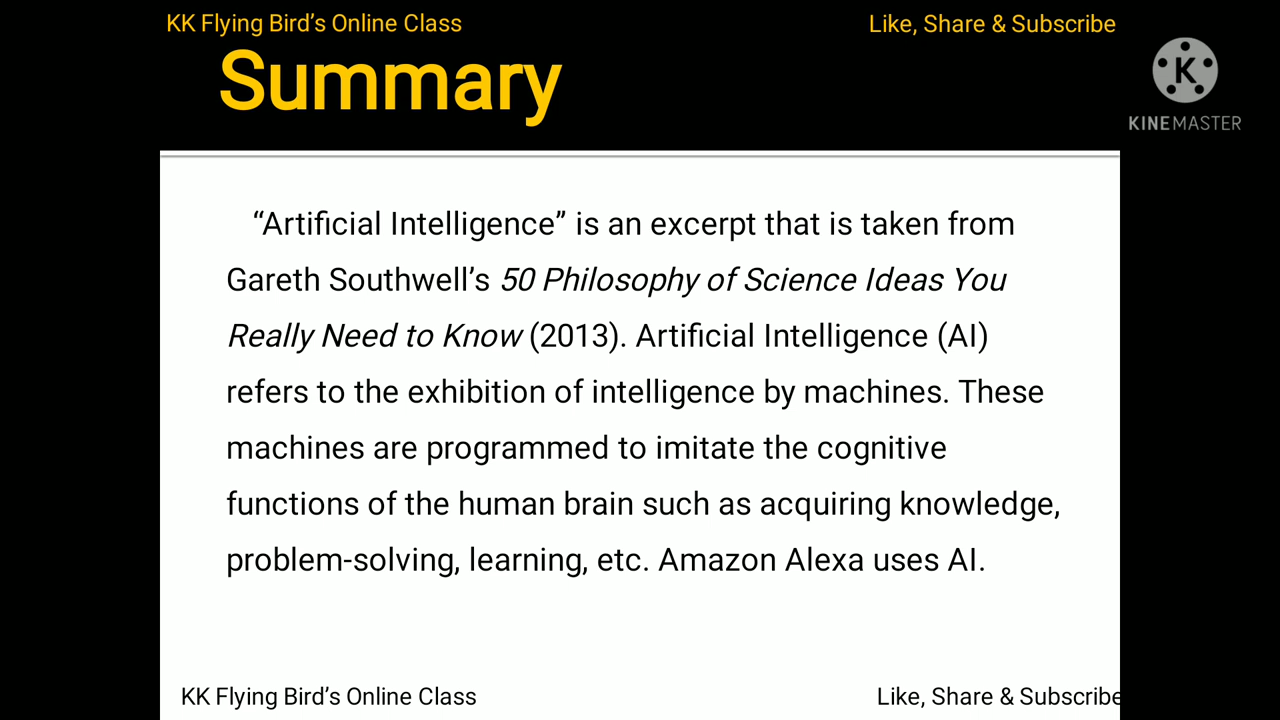 KK Flying Bird’s Online Class
Like, Share & Subscribe
Summary
KINEMASTER
“Artificial Intelligence” is an excerpt that is taken from
Gareth Southwell’s 50 Philosophy of Science Ideas You
Really Need to Know (2013). Artificial Intelligence (AI)
refers to the exhibition of intelligence by machines. These
machines are programmed to imitate the cognitive
functions of the human brain such as acquiring knowledge,
problem-solving, learning, etc. Amazon Alexa uses AI.
KK Flying Bird’s Online Class
Like, Share & Subscribe